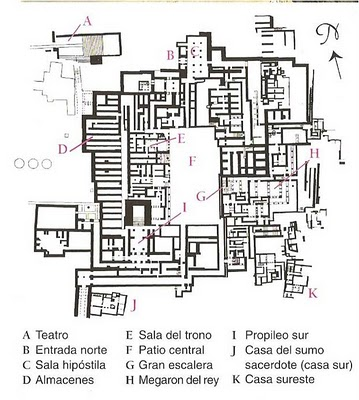 A
B
C
N
D
E
F
G
H
I
J
K
A Teatro
B Entrada norte
C Sala hipóstila
D Almacenes
E Sala del trono
F Patio central
G Gran escalera
H Megaron del rey
I Propileo sur
J Casa del sumo
sacerdote (casa sur)
K Casa sureste